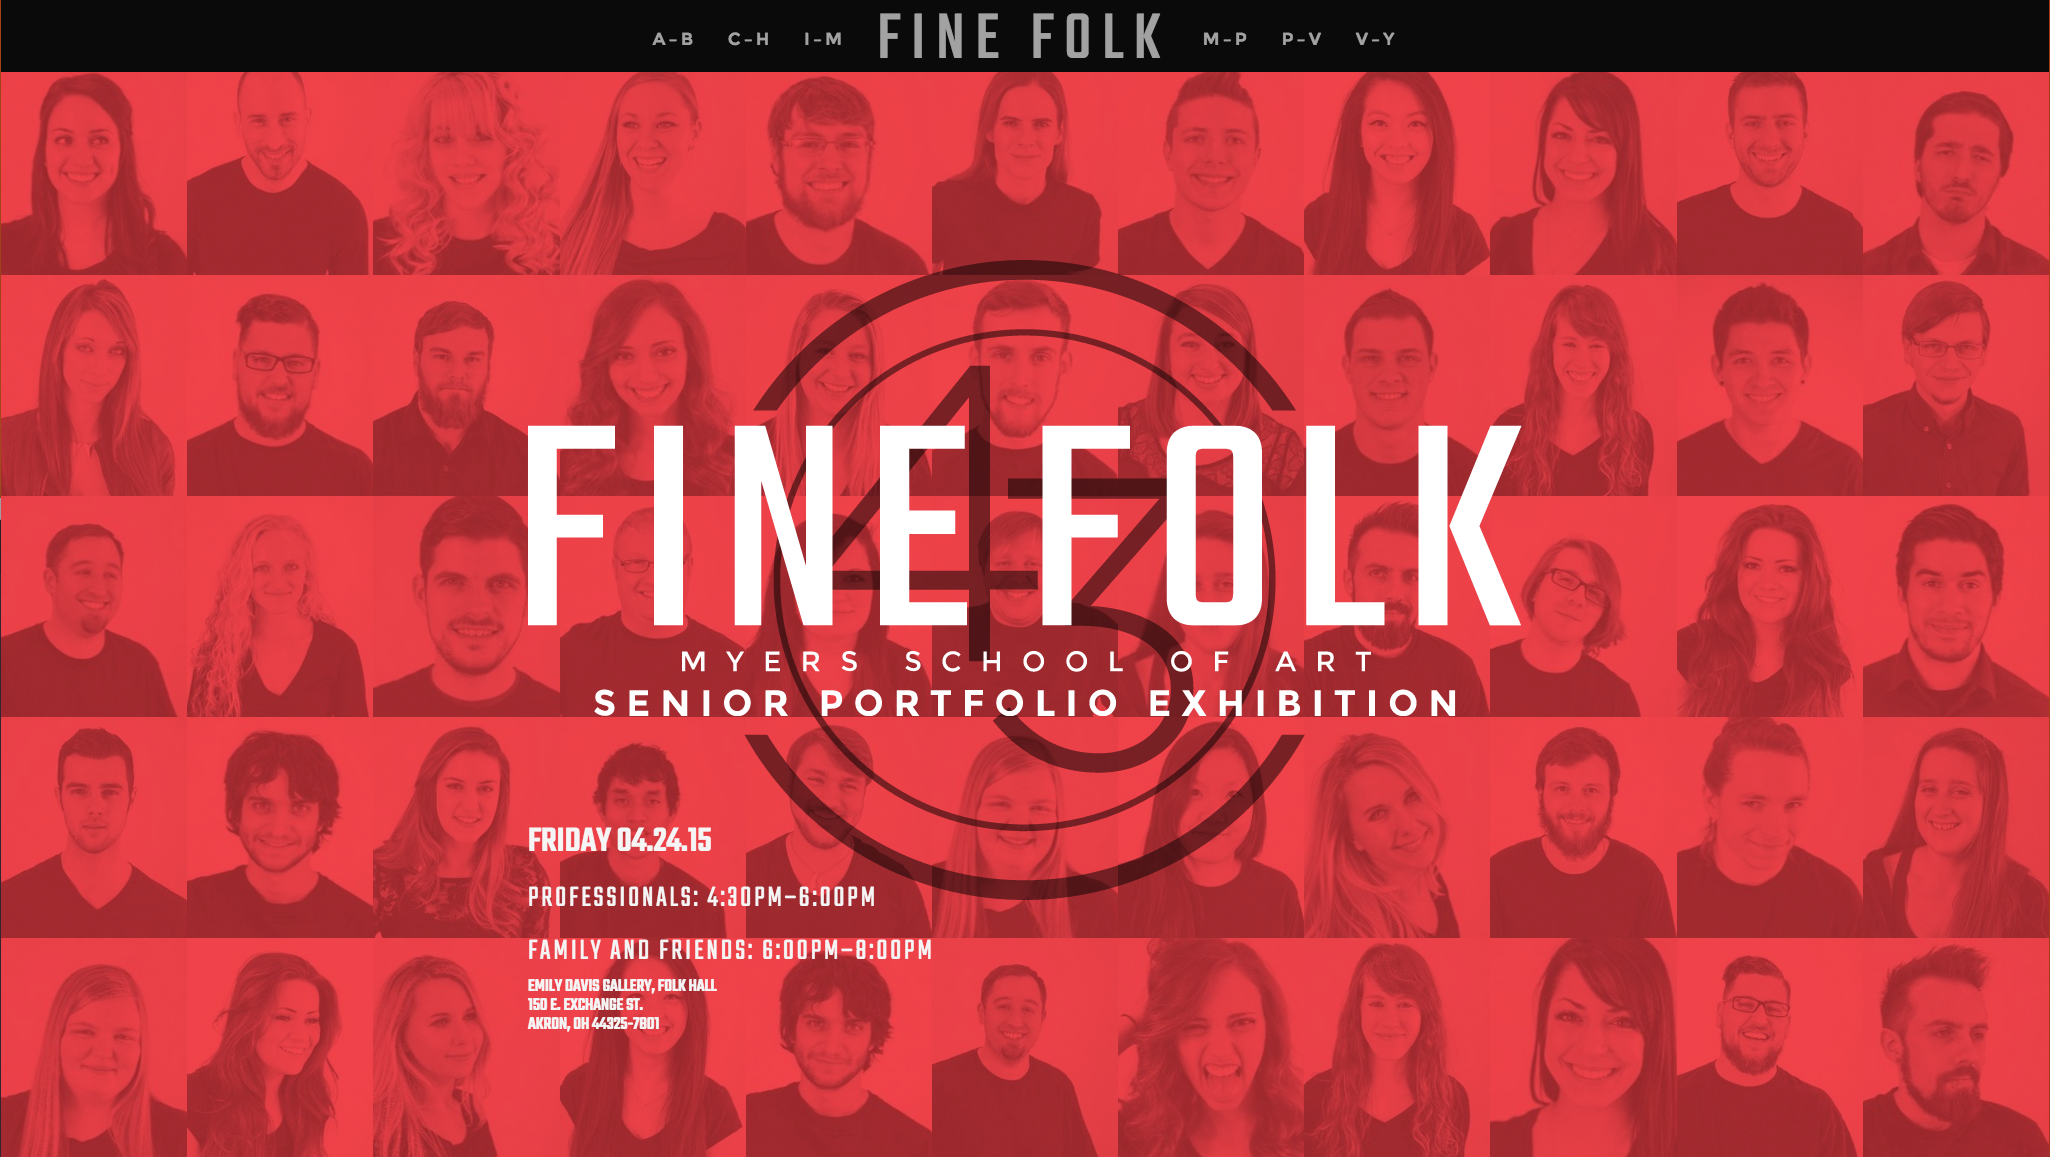 A-B C-H I-M FINE FOLK M-P P-V V-Y
43
FINE FOLK
MYERS SCHOOL OF ART
SENIOR PORTFOLIO EXHIBITION
FRIDAY 04.24.15
PROFESSIONALS: 4:30PM–6:00PM
FAMILY AND FRIENDS: 6:00PM–8:00PM
EMILY DAVIS GALLERY, FOLK HALL
150 E. EXCHANGE ST.
AKRON, OH 44325-7801